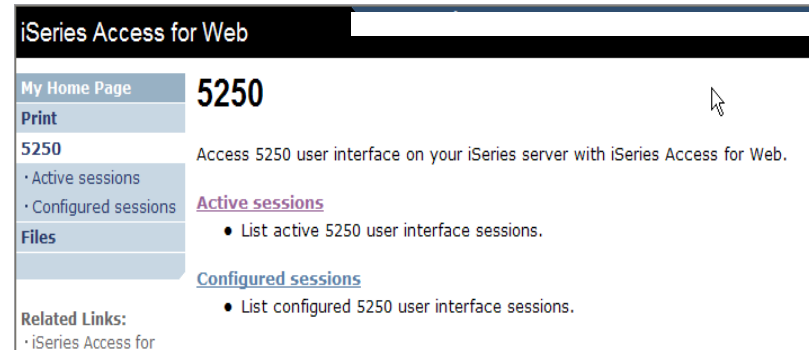 iSeries Access for Web
My Home Page
Print
5250
· Active sessions
· Configured sessions
Files
Related Links:
· iSeries Access for
5250
Access 5250 user interface on your iSeries server with iSeries Access for Web.
Active sessions
● List active 5250 user interface sessions.
Configured sessions
● List configured 5250 user interface sessions.